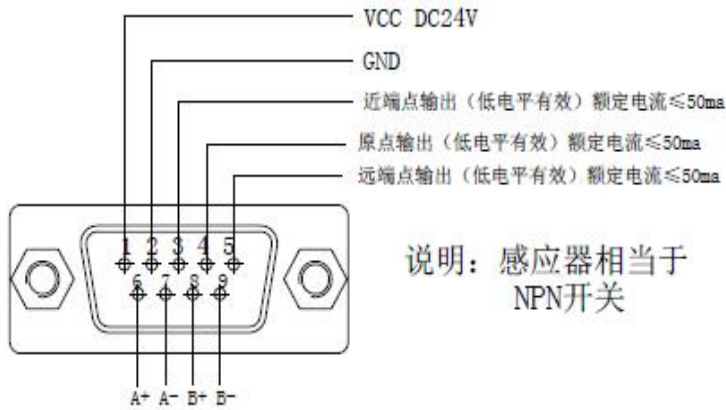 VCC DC24V
GND
近端点输出（低电平有效）额定电流≤50ma
原点输出（低电平有效）额定电流≤50ma
远端点输出（低电平有效）额定电流≤50ma
1 2 3 4 5
6 7 8 9
说明：感应器相当于
NPN开关
A+ A- B+ B-